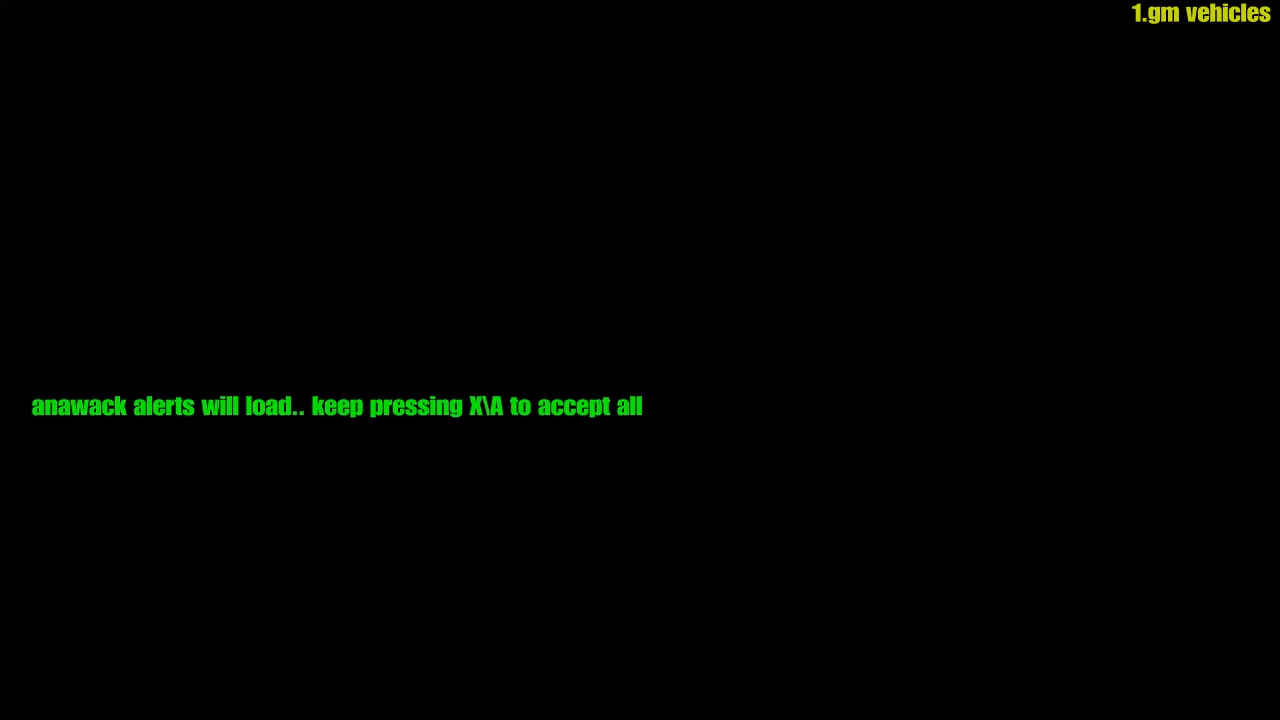 1.gm vehicles
anawack alerts will load.. keep pressing X\A to accept all